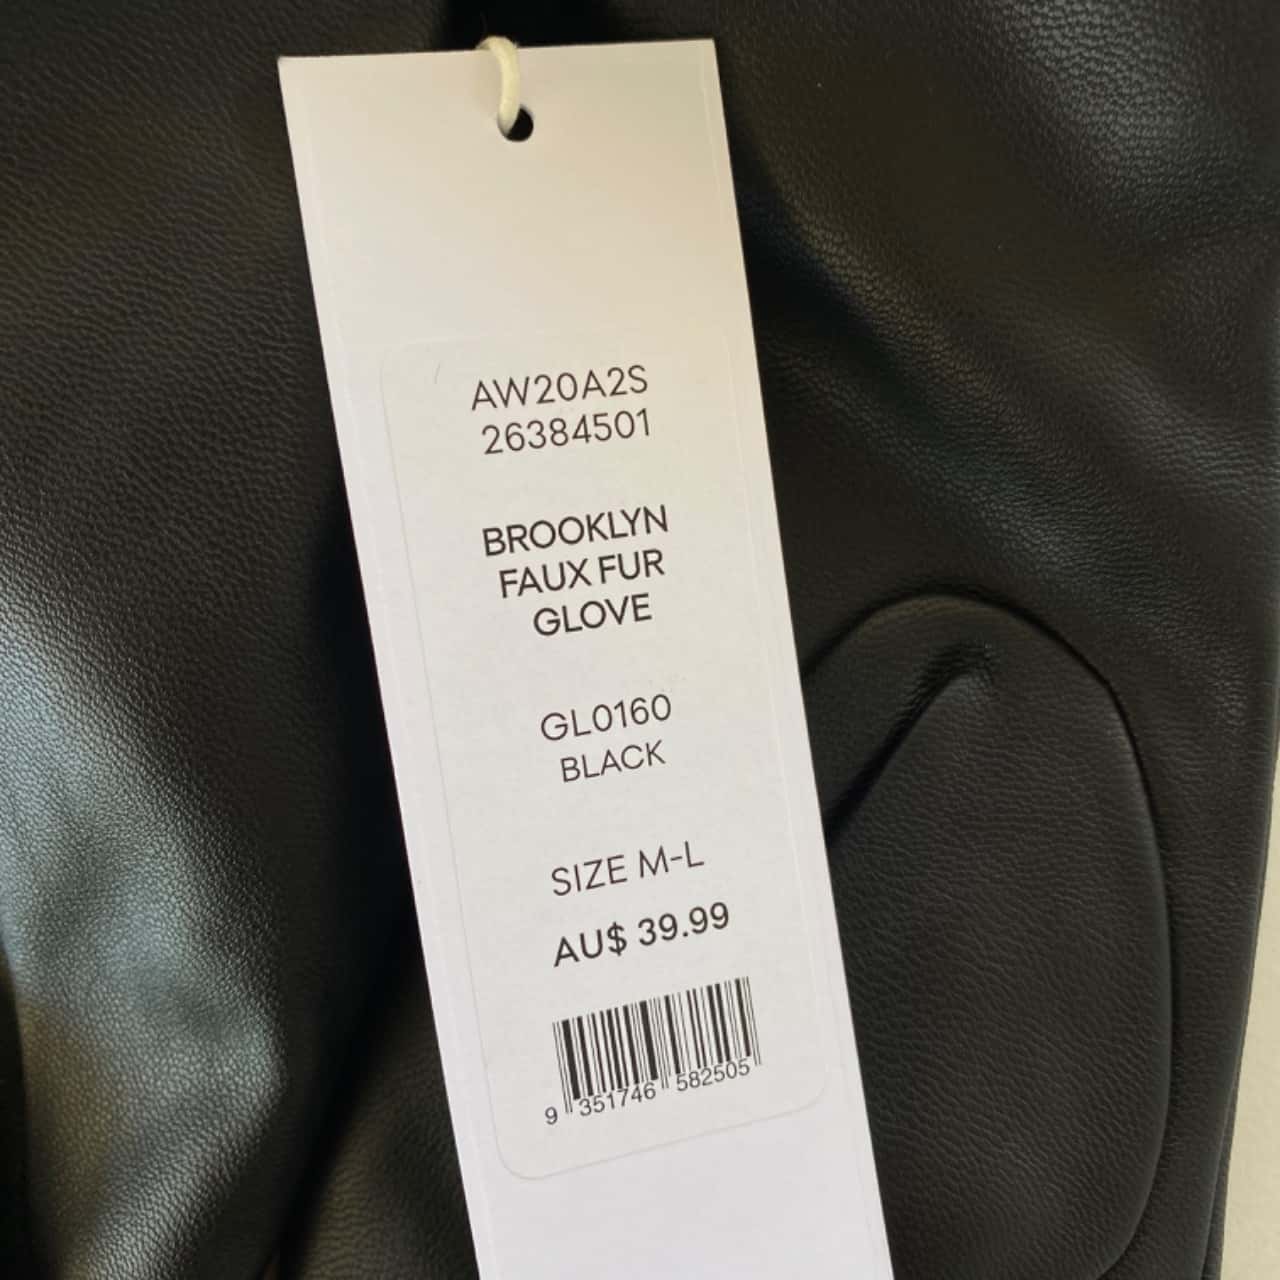 AW20A2S
26384501
BROOKLYN
FAUX FUR
GLOVE
GL0160
BLACK
SIZE M-L
AU$ 39.99
9 351746 582505